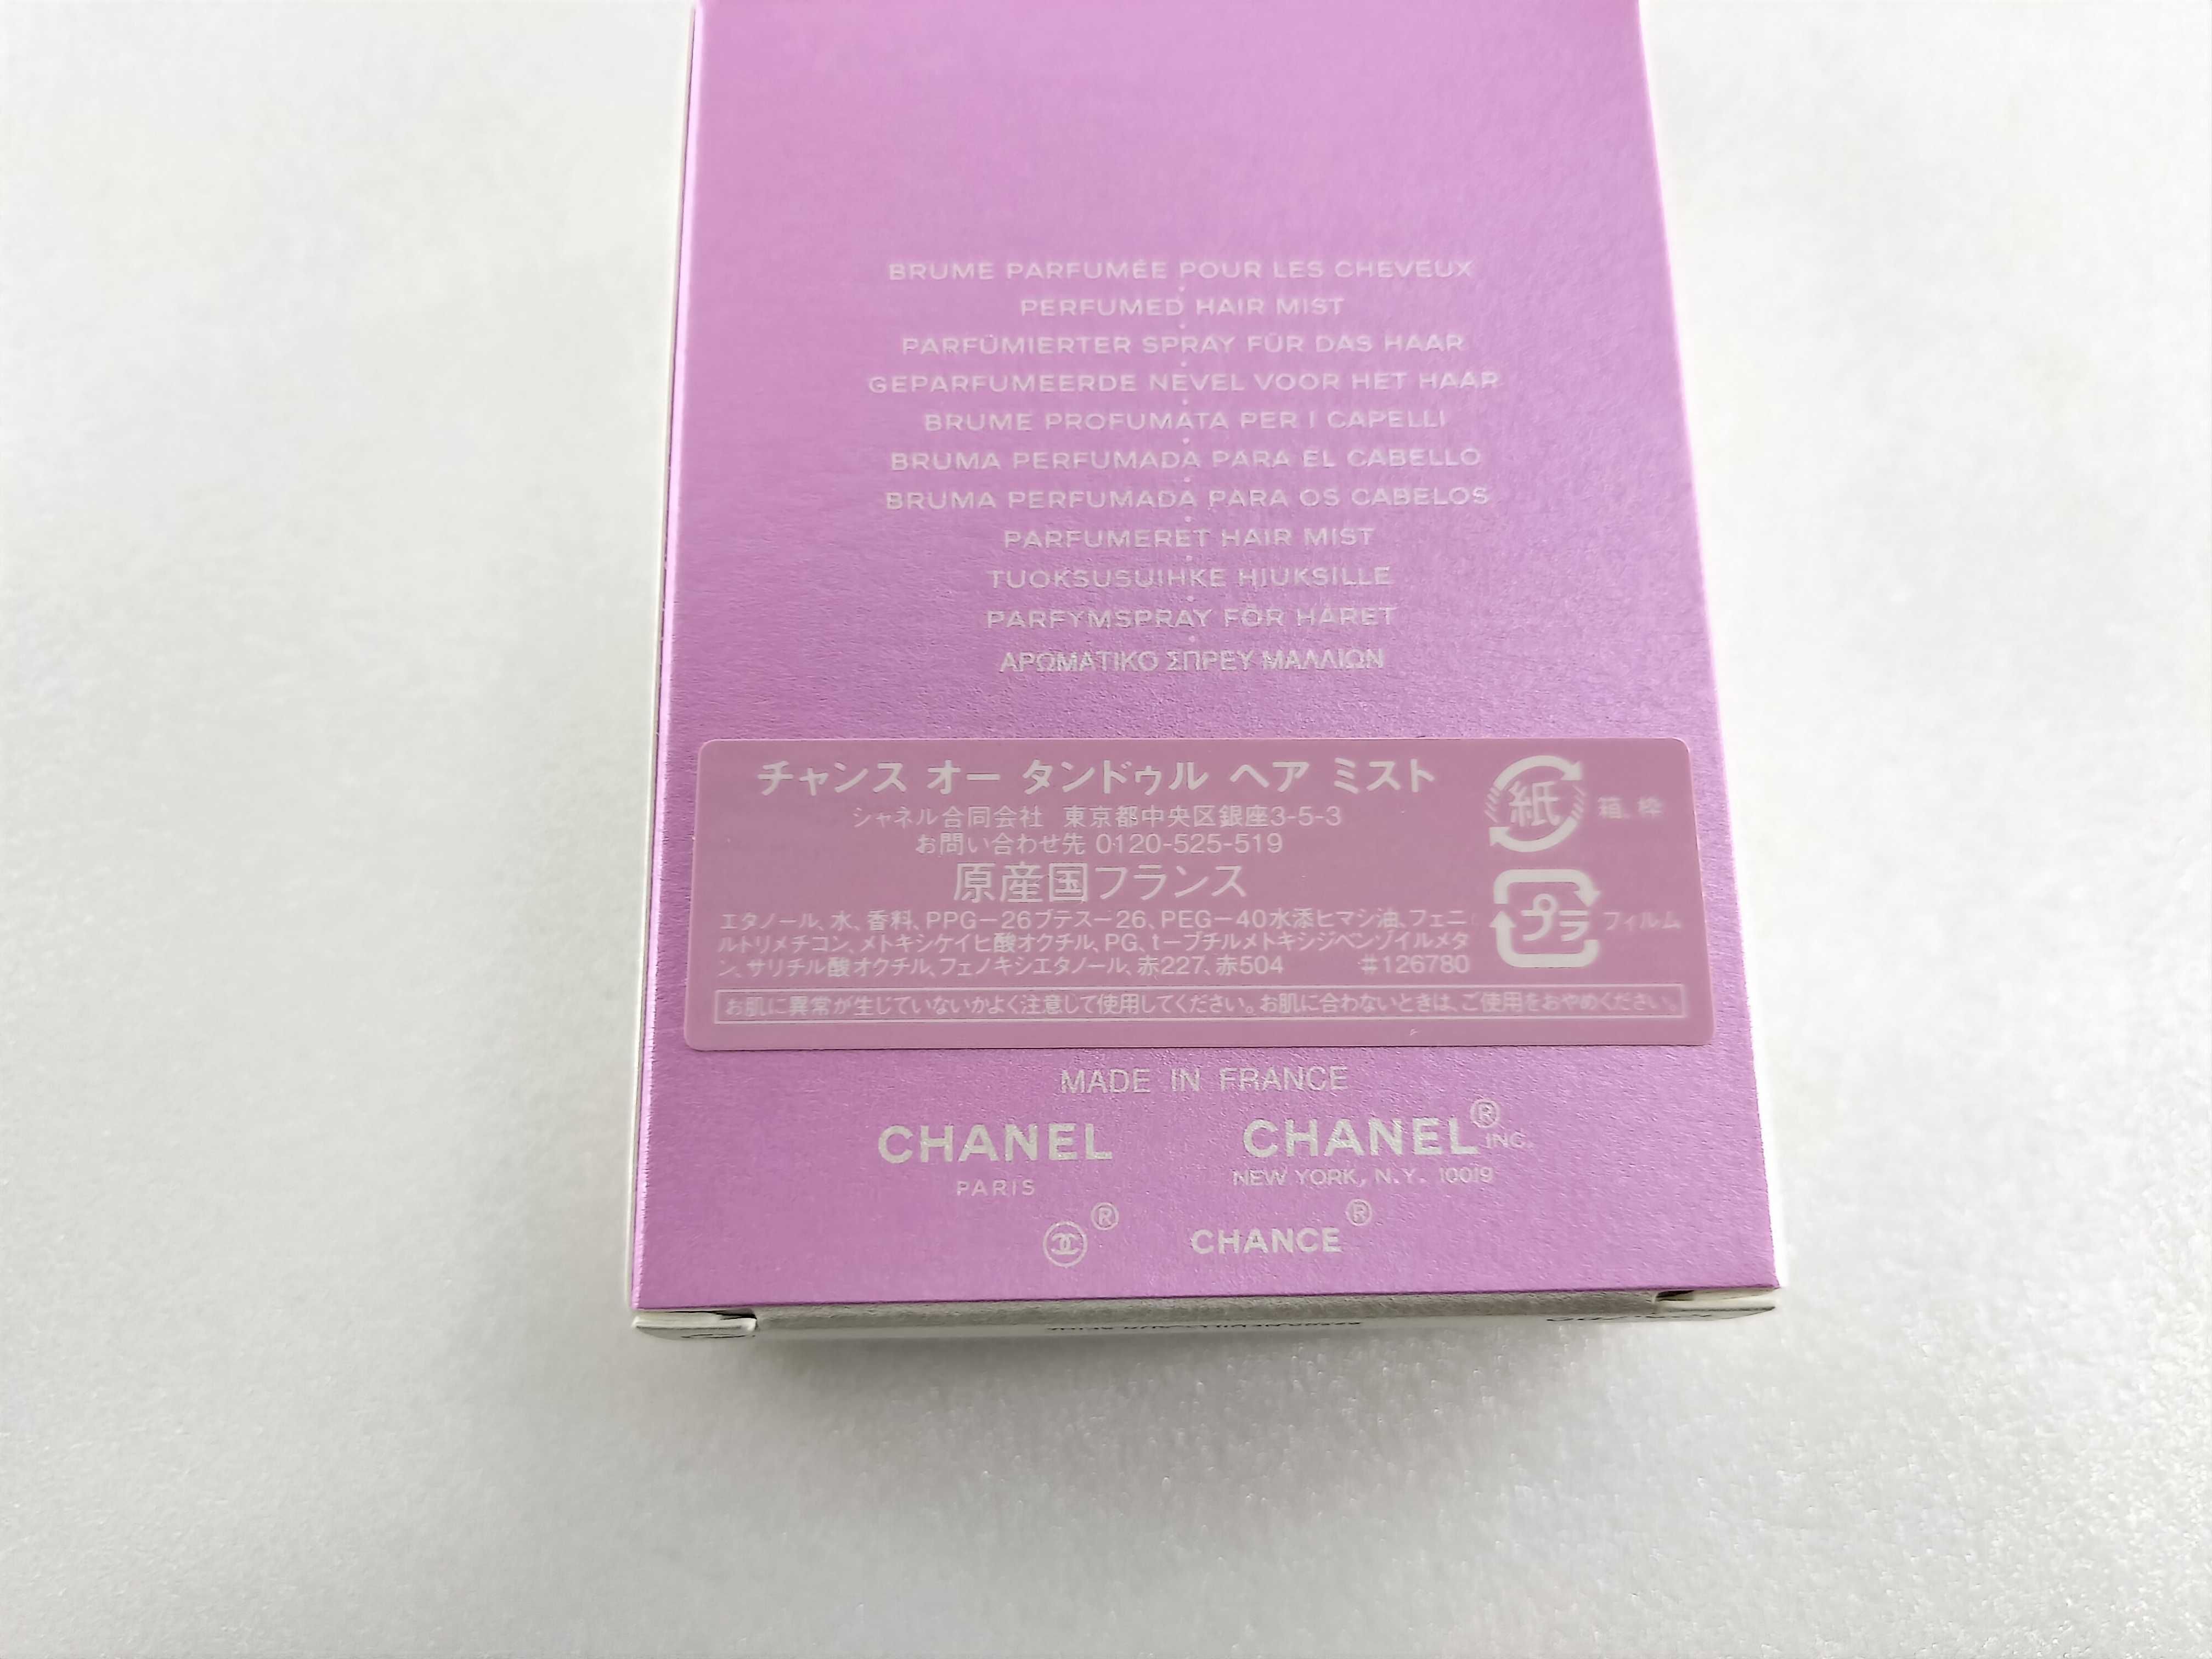 BRUME PARFUMÉE POUR LES CHEVEUX
PERFUMED HAIR MIST
PARFÜMIERTER SPRAY FÜR DAS HAAR
GEPARFUMEERDE NEVEL VOOR HET HAAR
BRUME PROFUMATA PER I CAPELLI
BRUMA PERFUMADA PARA EL CABELLO
BRUMA PERFUMADA PARA OS CABELOS
PARFUMERET HAIR MIST
TUOKSUSUIHKE HIUKSILLE
PARFYMSPRAY FÖR HÅRET
ΑΡΩΜΑΤΙΚΟ ΣΠΡΕΥ ΜΑΛΛΙΩΝ
チャンス オー タンドゥル ヘア ミスト
シャネル合同会社 東京都中央区銀座3-5-3
お問い合わせ先 0120-525-519
原産国フランス
エタノール、水、香料、PPG－26ブテス－26、PEG－40水添ヒマシ油、フェニ
ルトリメチコン、メトキシケイヒ酸オクチル、PG、t－ブチルメトキシジベンゾイルメタ
ン、サリチル酸オクチル、フェノキシエタノール、赤227、赤504 #126780
紙 箱、枠
プラ フィルム
お肌に異常が生じていないかよく注意して使用してください。お肌に合わないときは、ご使用をおやめください。
MADE IN FRANCE
CHANEL CHANEL® INC.
PARIS NEW YORK, N.Y. 10019
® CHANCE®